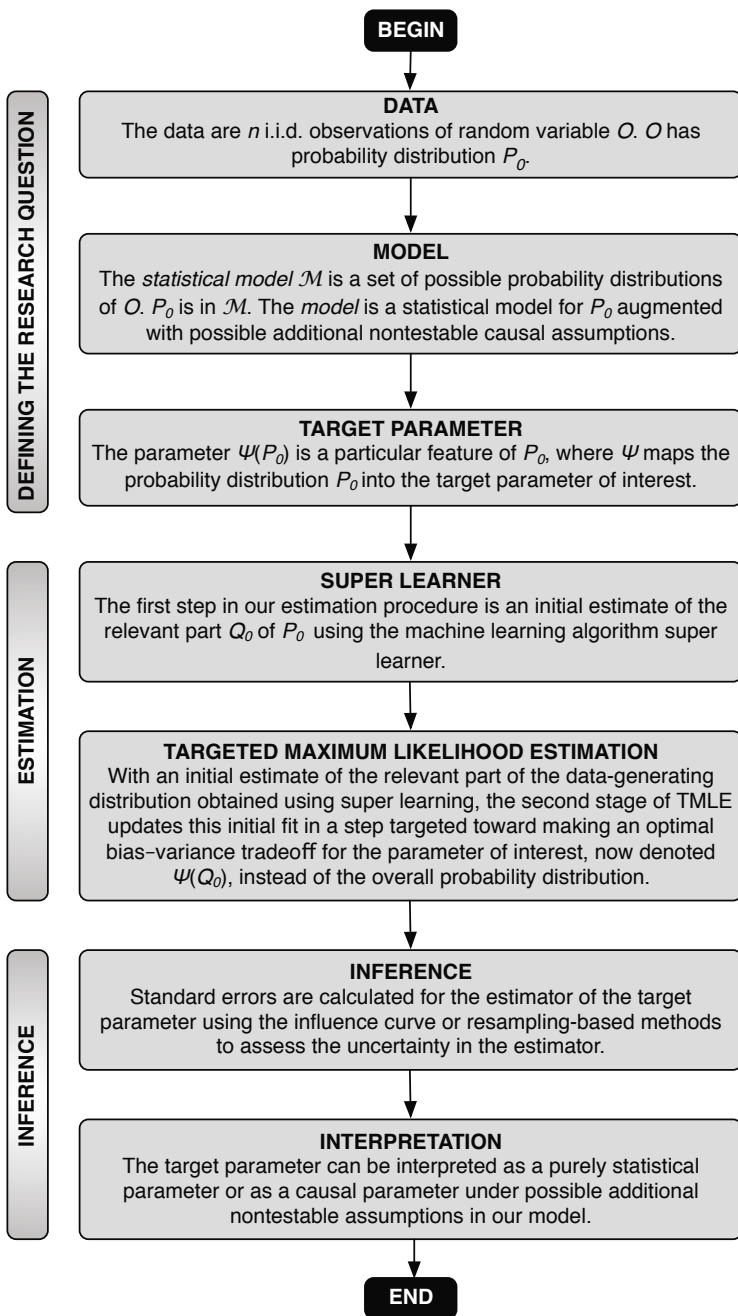 BEGIN
DEFINING THE RESEARCH QUESTION
DATA
The data are n i.i.d. observations of random variable O. O has
probability distribution P₀.
MODEL
The statistical model ℳ is a set of possible probability distributions
of O. P₀ is in ℳ. The model is a statistical model for P₀ augmented
with possible additional nontestable causal assumptions.
TARGET PARAMETER
The parameter Ψ(P₀) is a particular feature of P₀, where Ψ maps the
probability distribution P₀ into the target parameter of interest.
ESTIMATION
SUPER LEARNER
The first step in our estimation procedure is an initial estimate of the
relevant part Q₀ of P₀ using the machine learning algorithm super
learner.
TARGETED MAXIMUM LIKELIHOOD ESTIMATION
With an initial estimate of the relevant part of the data-generating
distribution obtained using super learning, the second stage of TMLE
updates this initial fit in a step targeted toward making an optimal
bias–variance tradeoff for the parameter of interest, now denoted
Ψ(Q₀), instead of the overall probability distribution.
INFERENCE
INFERENCE
Standard errors are calculated for the estimator of the target
parameter using the influence curve or resampling-based methods
to assess the uncertainty in the estimator.
INTERPRETATION
The target parameter can be interpreted as a purely statistical
parameter or as a causal parameter under possible additional
nontestable assumptions in our model.
END